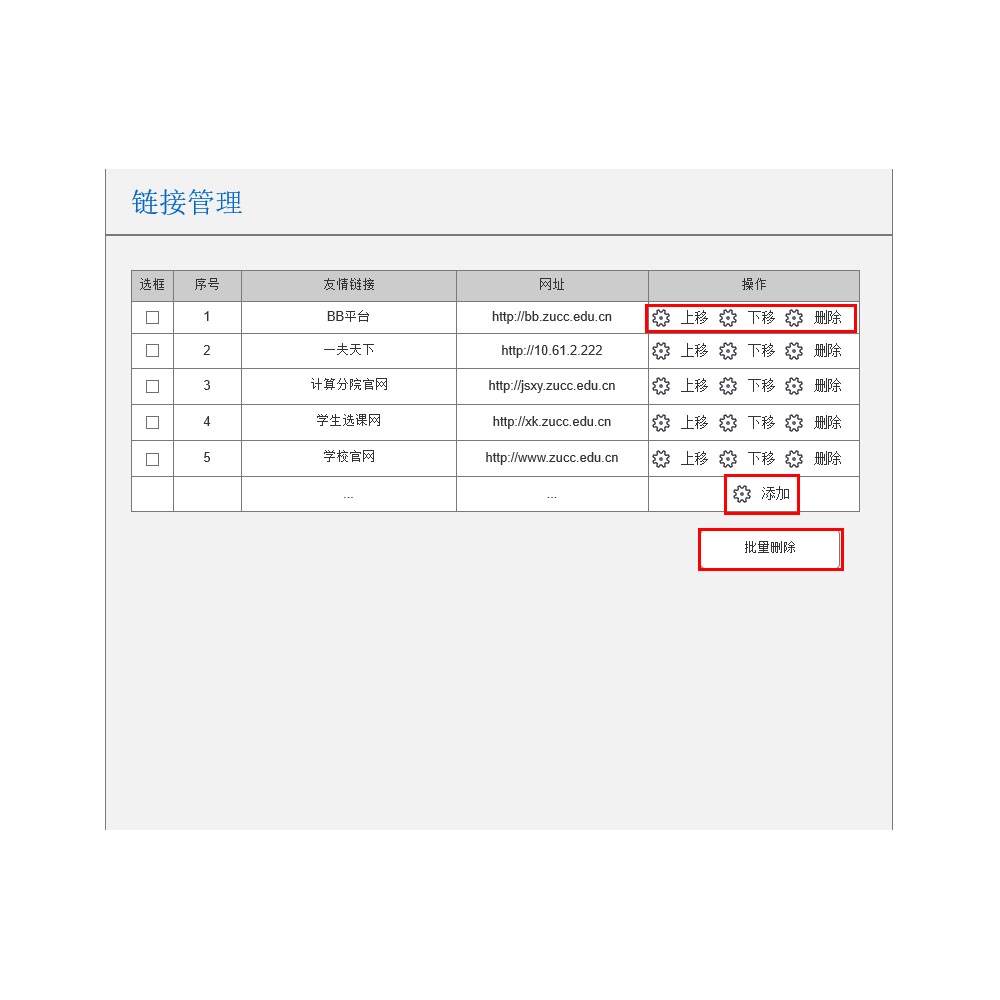 链接管理
选框 序号 友情链接 网址 操作
1 BB平台 http://bb.zucc.edu.cn 上移 下移 删除
2 一夫天下 http://10.61.2.222 上移 下移 删除
3 计算分院官网 http://jsxy.zucc.edu.cn 上移 下移 删除
4 学生选课网 http://xk.zucc.edu.cn 上移 下移 删除
5 学校官网 http://www.zucc.edu.cn 上移 下移 删除
... ... 添加
批量删除